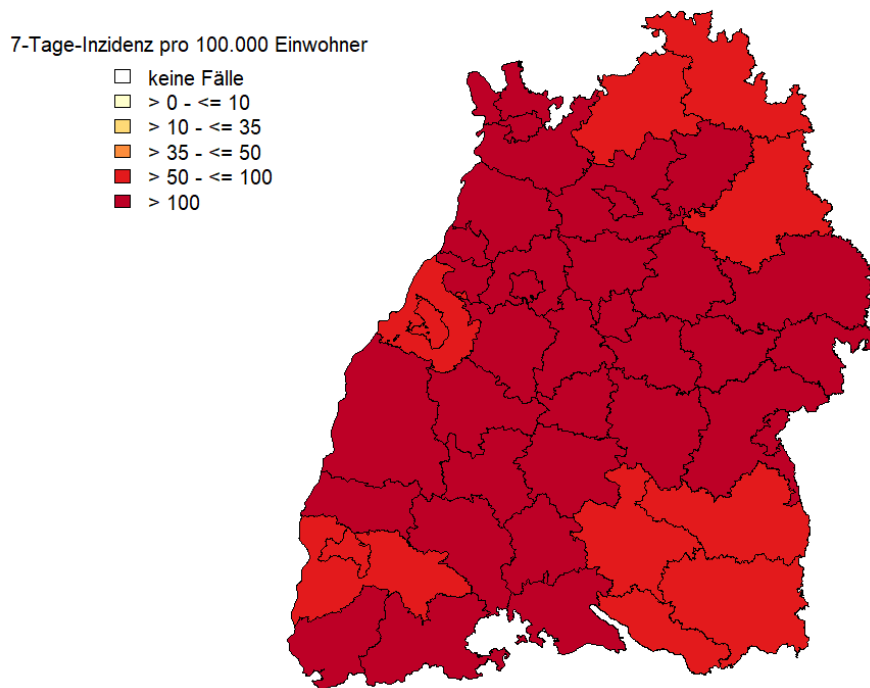 7-Tage-Inzidenz pro 100.000 Einwohner
keine Fälle
> 0 - <= 10
> 10 - <= 35
> 35 - <= 50
> 50 - <= 100
> 100